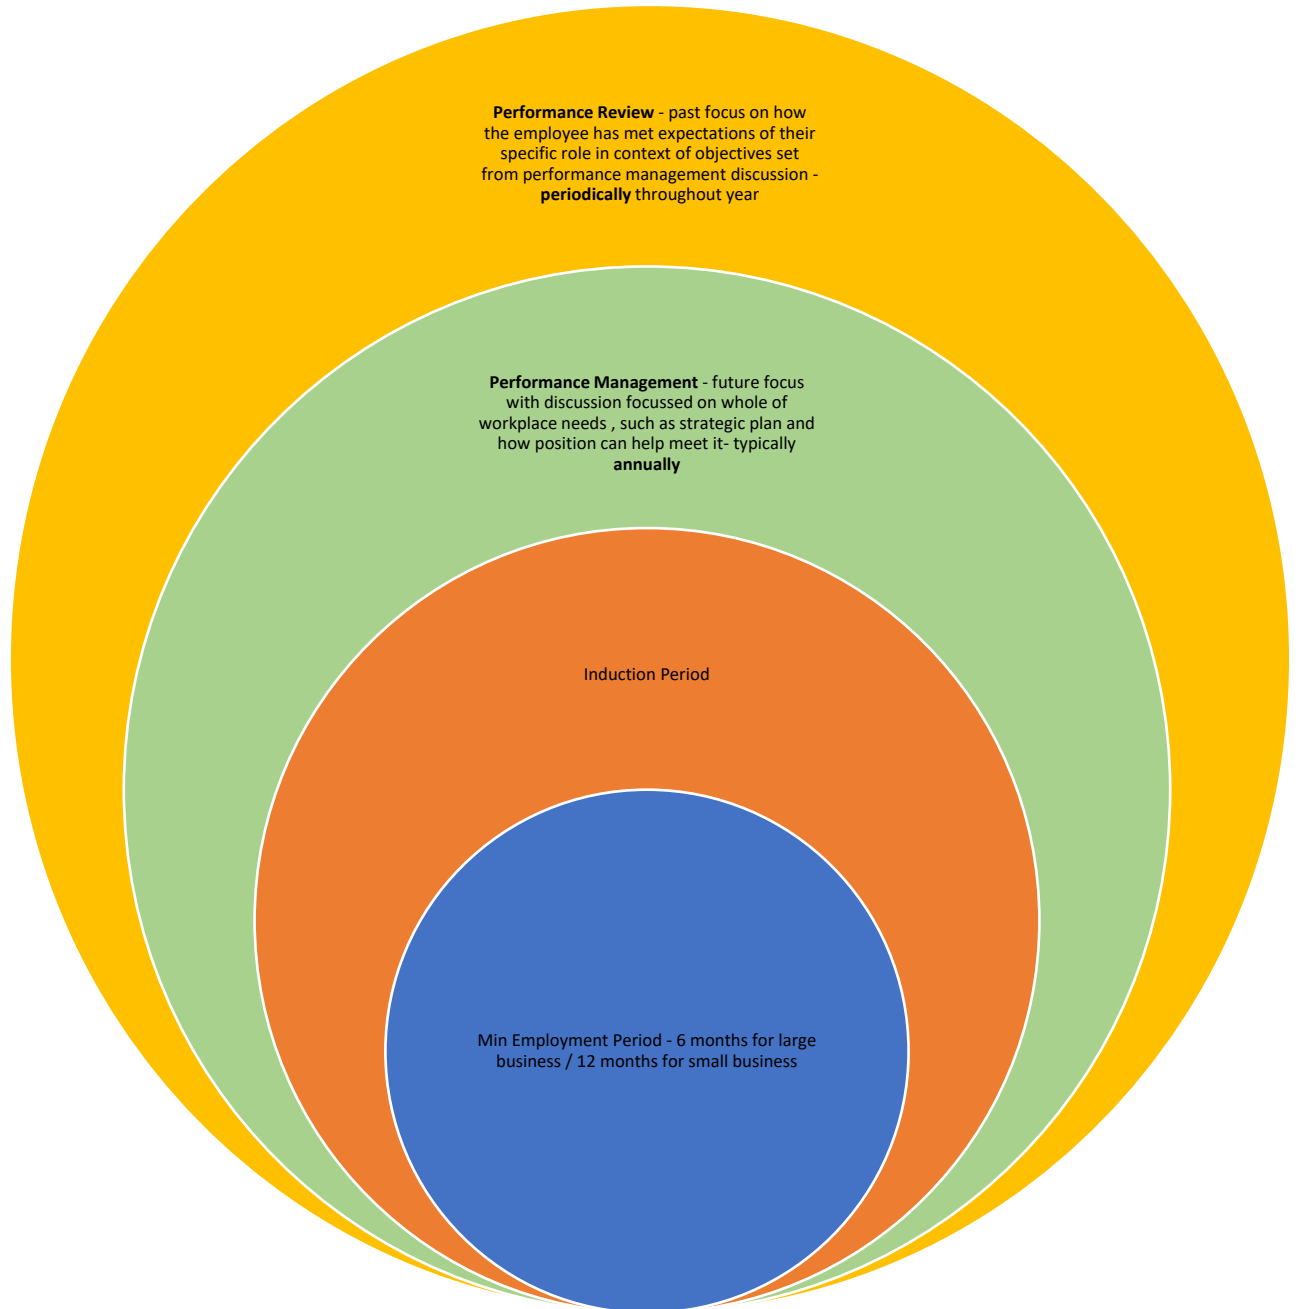 Performance Review - past focus on how
the employee has met expectations of their
specific role in context of objectives set
from performance management discussion -
periodically throughout year
Performance Management - future focus
with discussion focussed on whole of
workplace needs , such as strategic plan and
how position can help meet it- typically
annually
Induction Period
Min Employment Period - 6 months for large
business / 12 months for small business